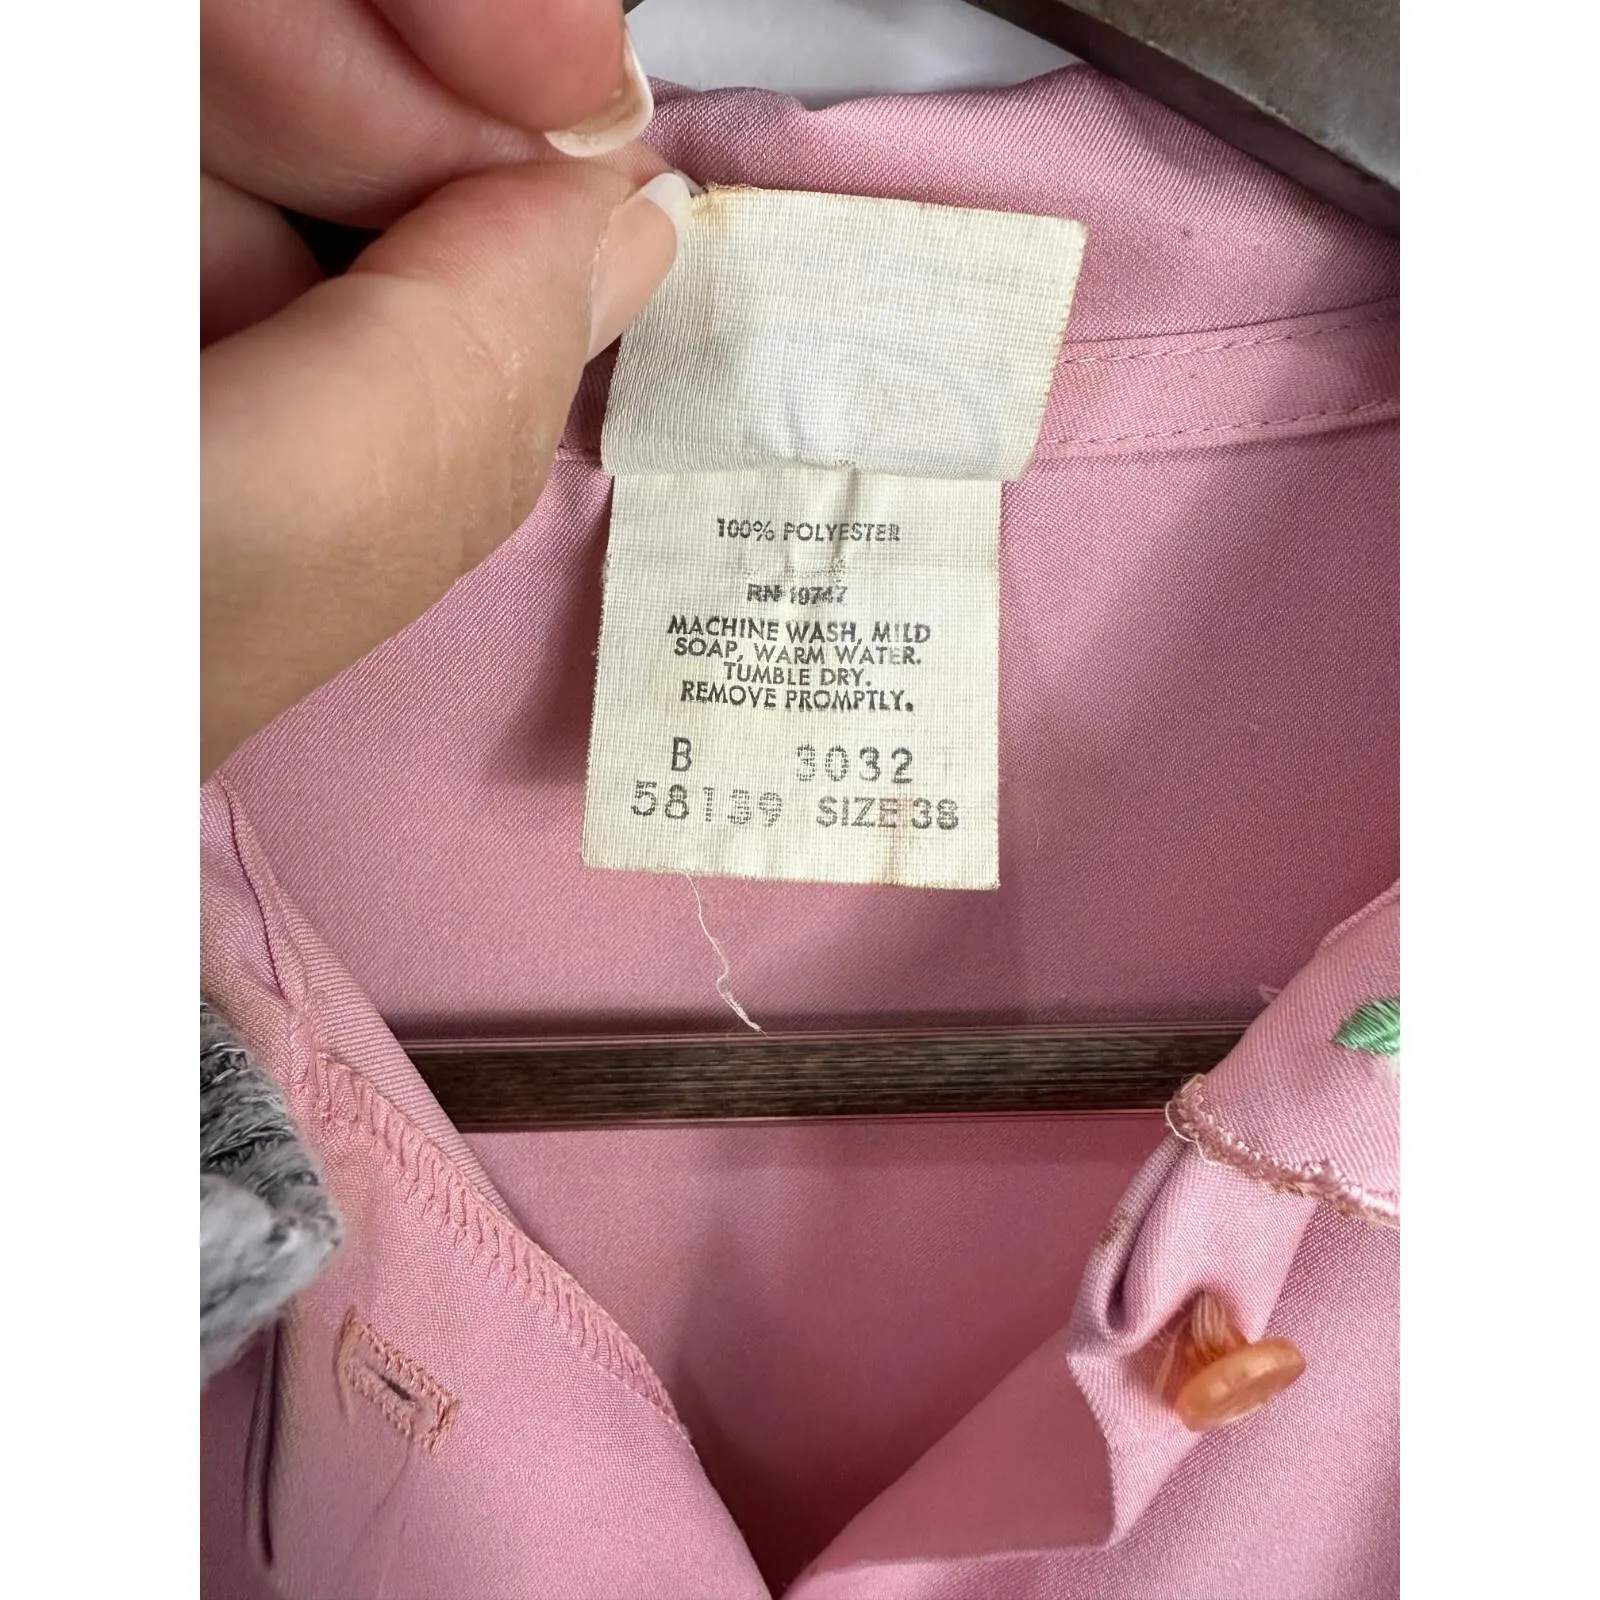 100% POLYESTER
RN 19747
MACHINE WASH, MILD
SOAP, WARM WATER.
TUMBLE DRY.
REMOVE PROMPTLY.
B 3032
58139 SIZE 38